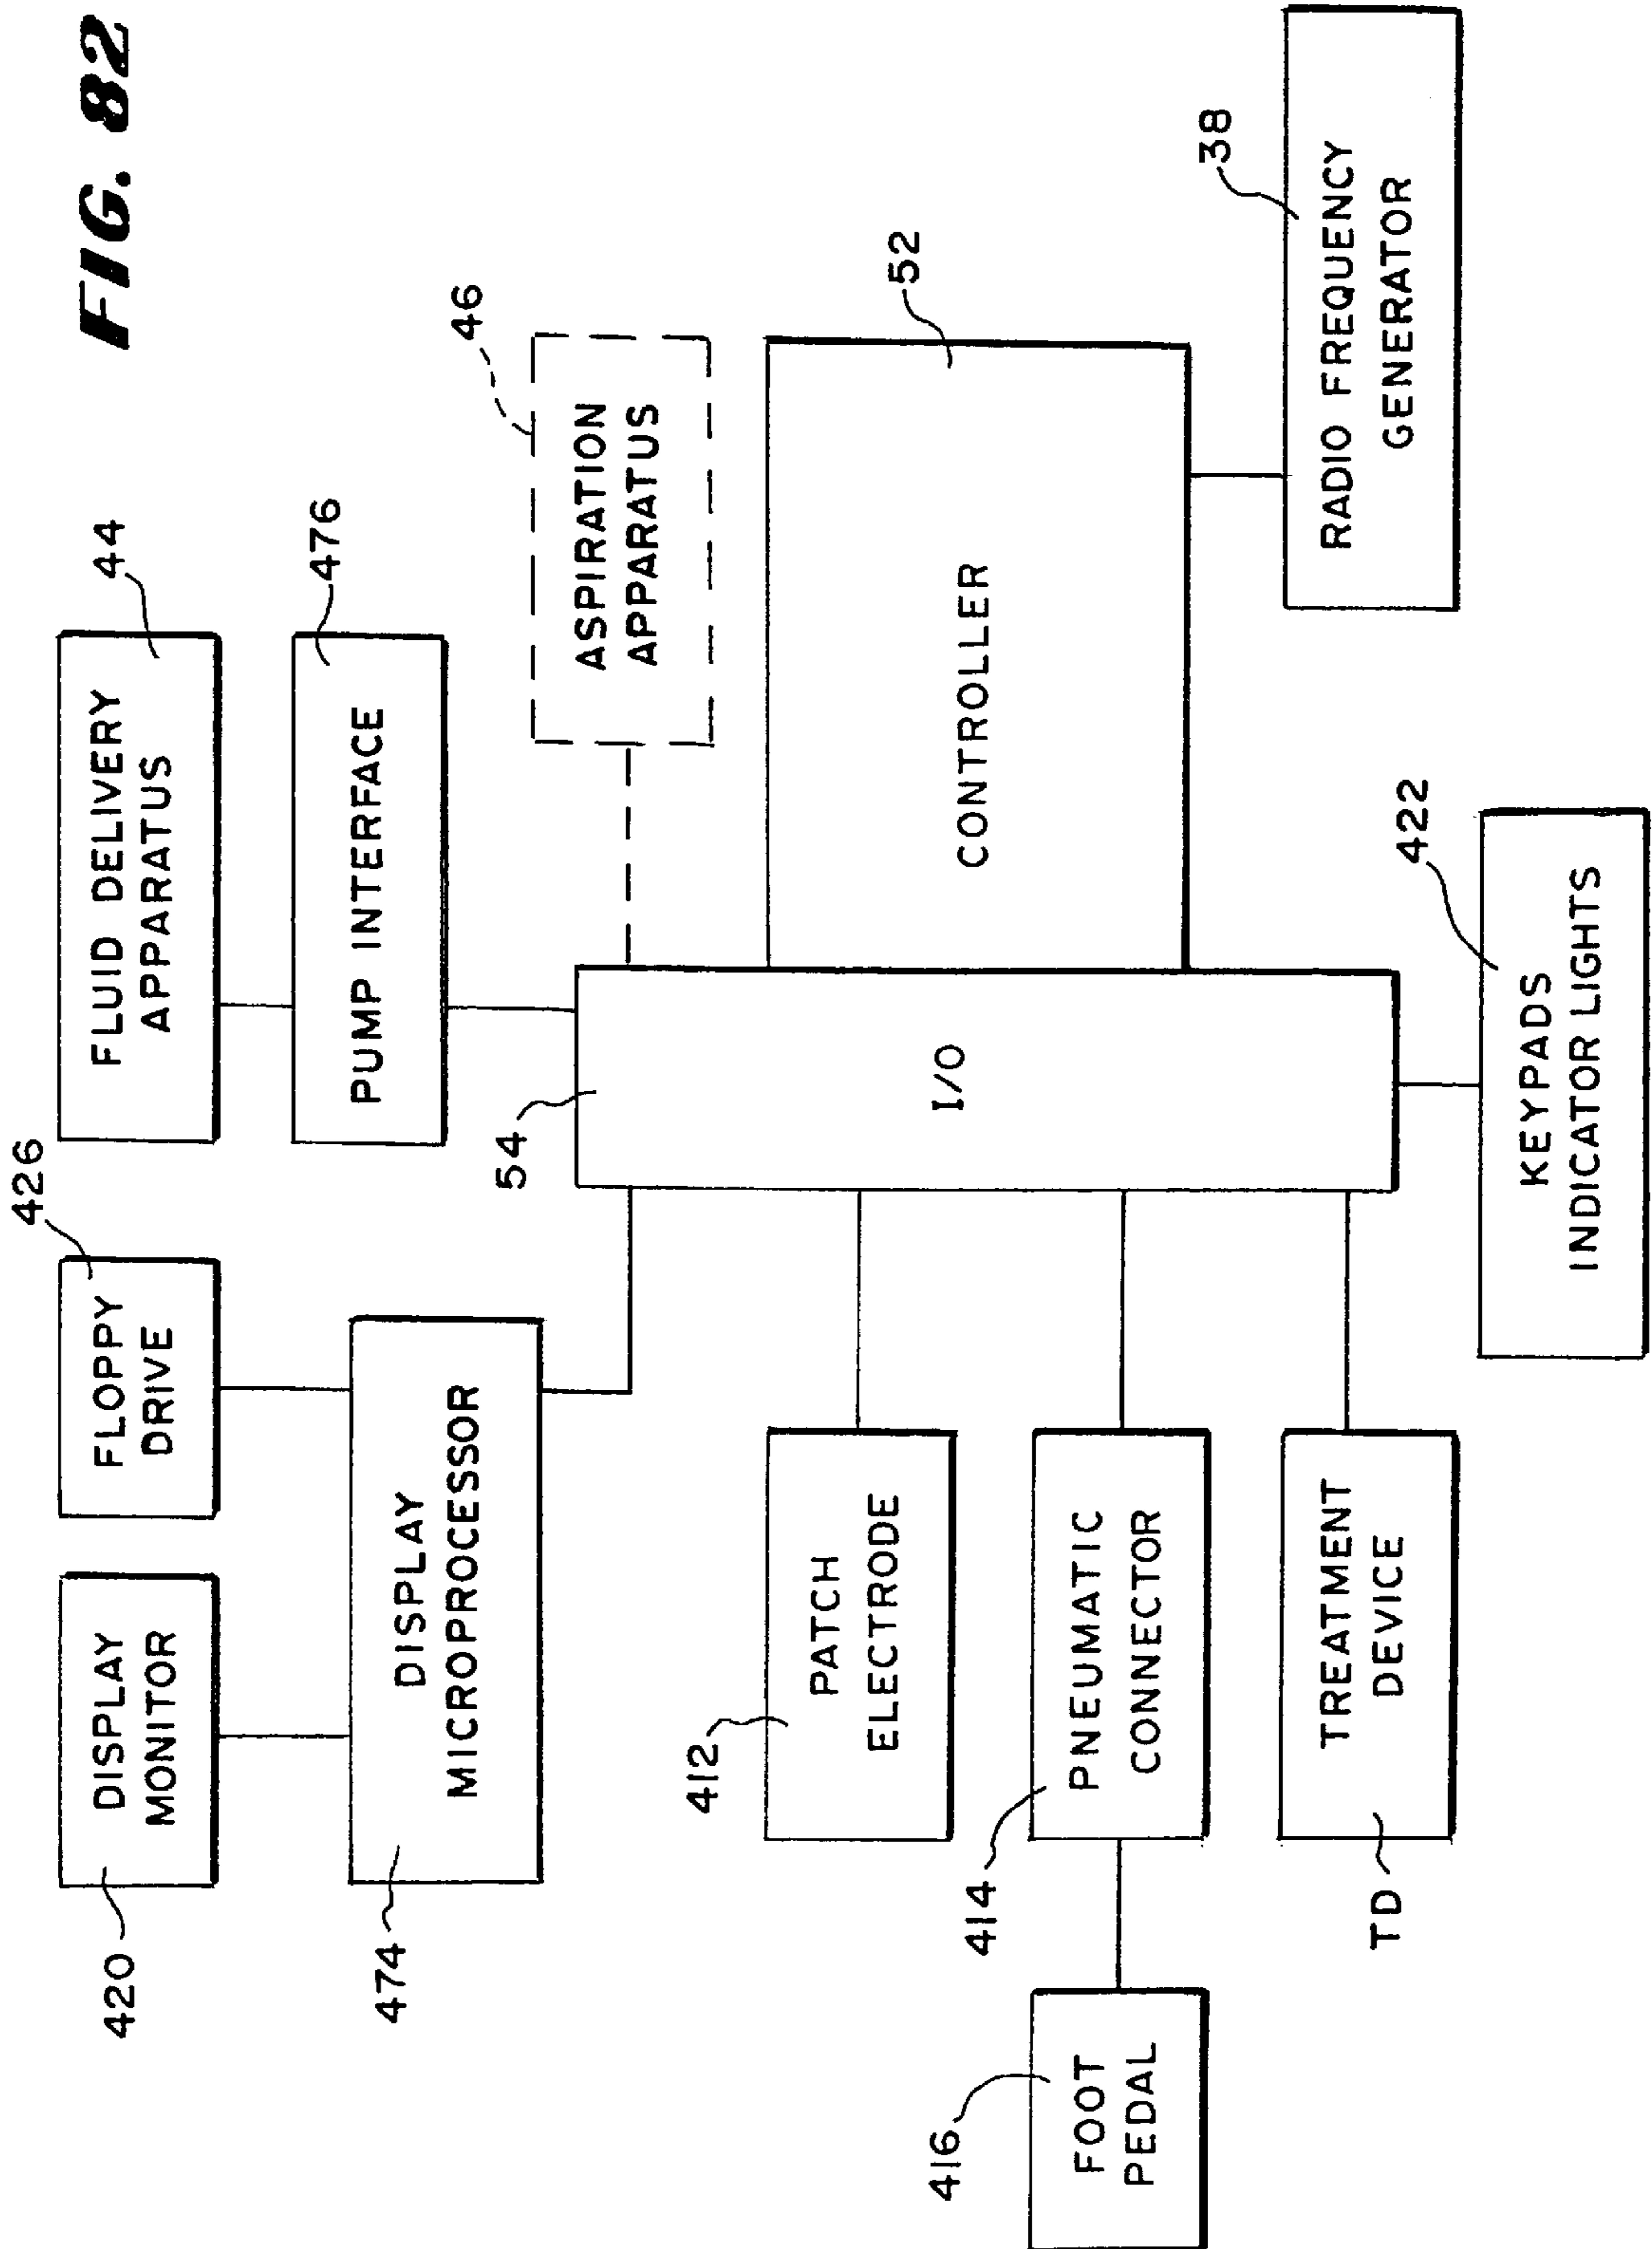 FIG. 82
420
DISPLAY
MONITOR
426
FLOPPY
DRIVE
44
FLUID DELIVERY
APPARATUS
476
PUMP INTERFACE
474
DISPLAY
MICROPROCESSOR
46
ASPIRATION
APPARATUS
54
I/O
52
CONTROLLER
412
PATCH
ELECTRODE
416
FOOT
PEDAL
414
PNEUMATIC
CONNECTOR
TD
TREATMENT
DEVICE
422
KEYPADS
INDICATOR LIGHTS
38
RADIO FREQUENCY
GENERATOR